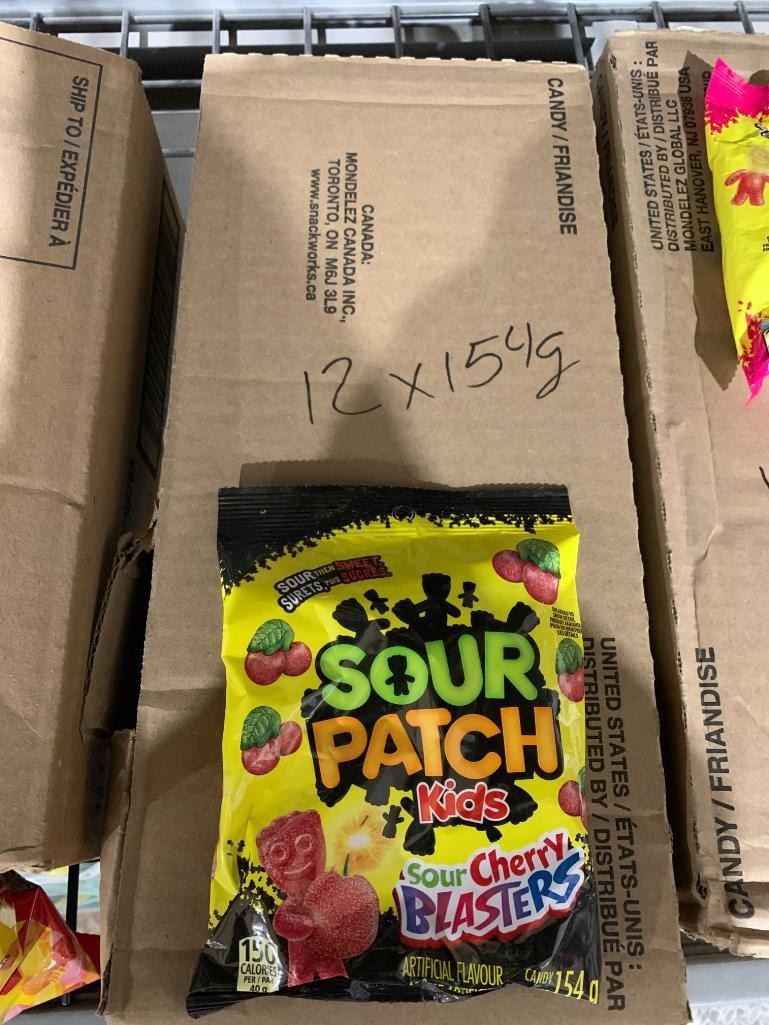 SHIP TO / EXPÉDIER À
CANDY / FRIANDISE
CANADA:
MONDELEZ CANADA INC.,
TORONTO, ON M6J 3L9
www.snackworks.ca
12 x 154g
UNITED STATES / ÉTATS-UNIS :
DISTRIBUTED BY / DISTRIBUÉ PAR
MONDELEZ GLOBAL LLC
EAST HANOVER, NJ 07936 USA
SOUR THEN SWEET
SURETS, PUIS SUCRÉS
SOUR
PATCH
Kids
Sour Cherry
BLASTERS
150
CALORIES
PER / PAR
40 g
ARTIFICIAL FLAVOUR
CANDY 154 g
UNITED STATES / ÉTATS-UNIS :
DISTRIBUTED BY / DISTRIBUÉ PAR
CANDY / FRIANDISE